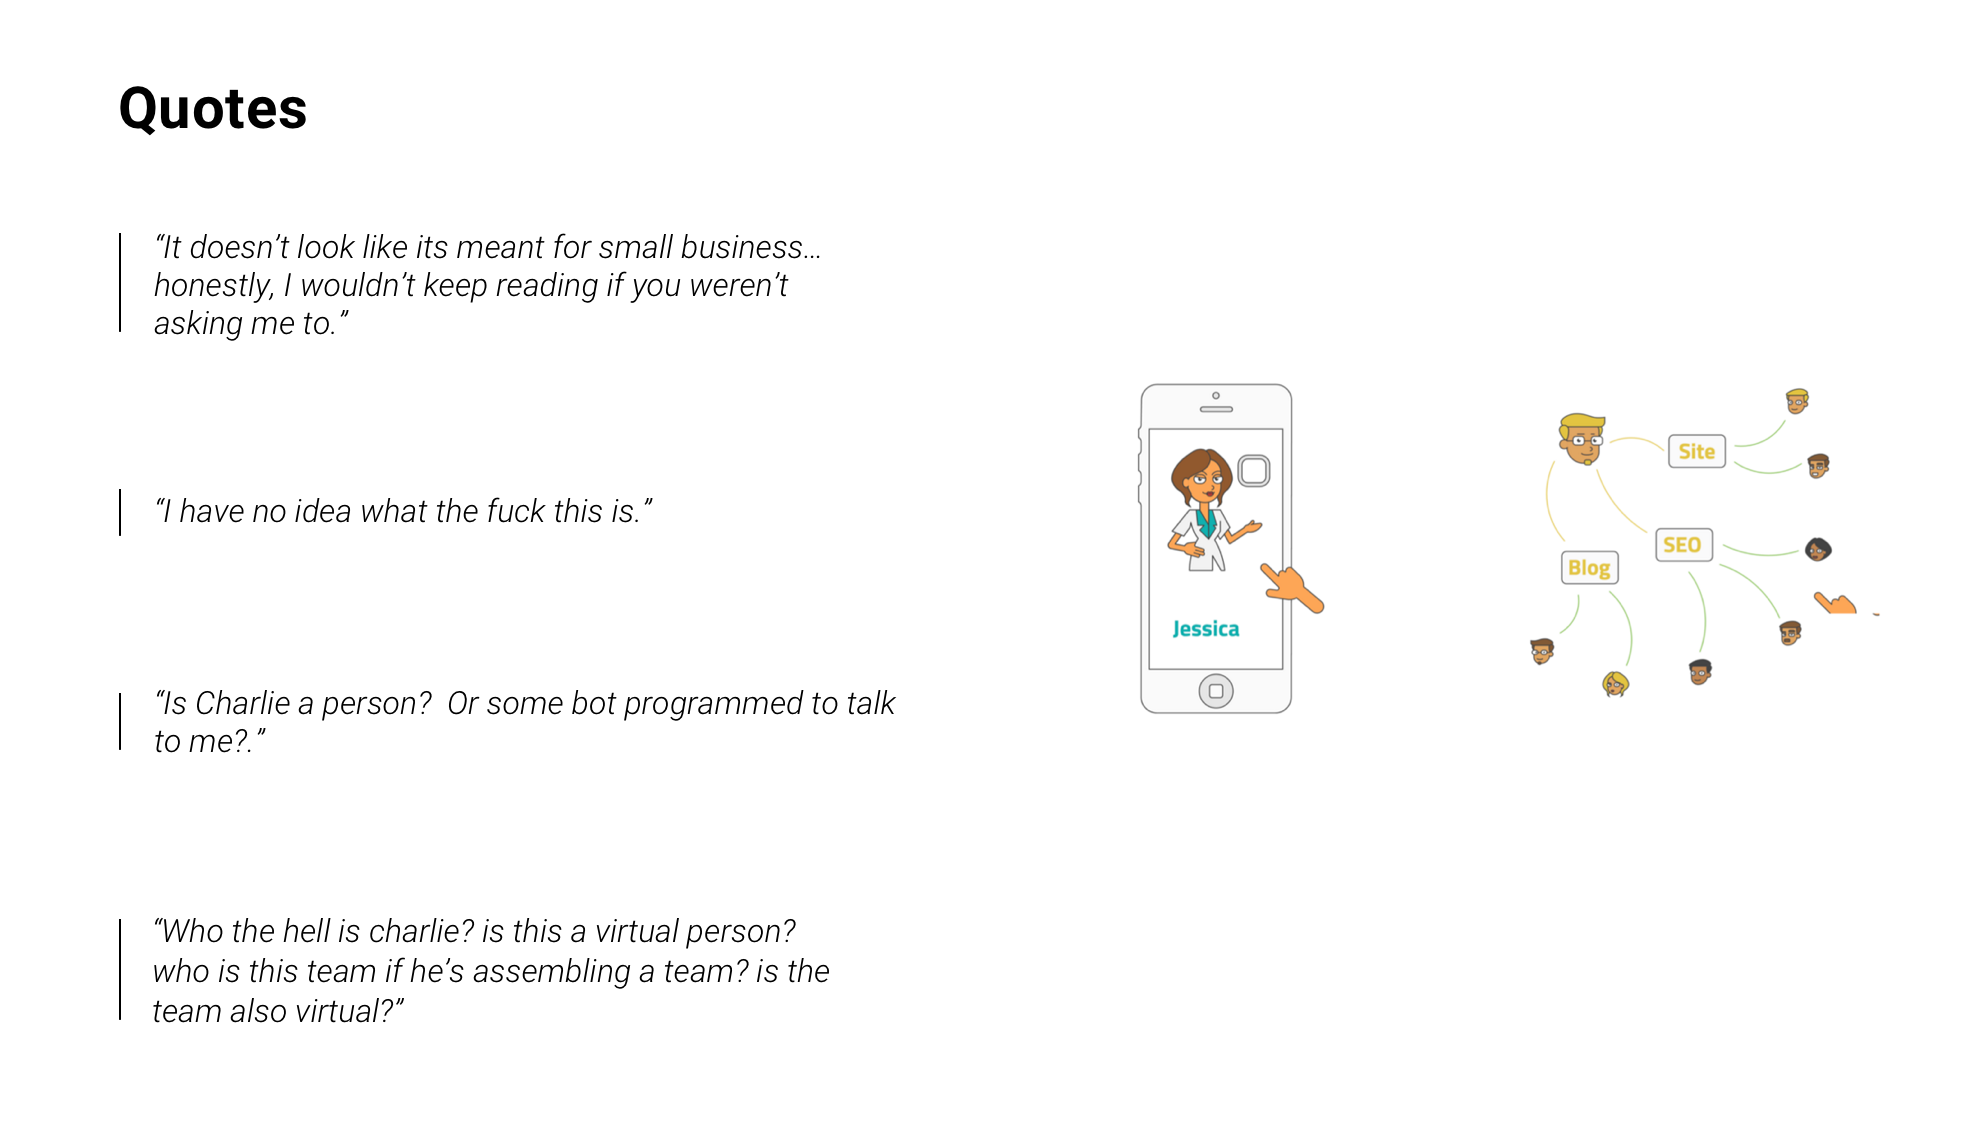 Quotes
“It doesn’t look like its meant for small business…
honestly, I wouldn’t keep reading if you weren’t
asking me to.”
“I have no idea what the fuck this is.”
“Is Charlie a person?  Or some bot programmed to talk
to me?.”
“Who the hell is charlie? is this a virtual person?
who is this team if he’s assembling a team? is the
team also virtual?”
Jessica
Site
SEO
Blog